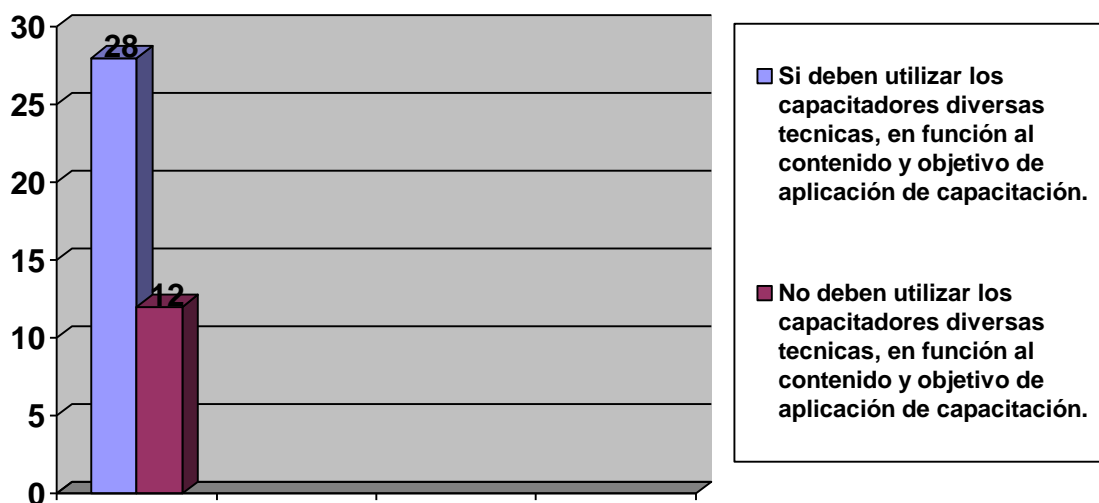 30
25
20
15
10
5
0
28
12
Si deben utilizar los
capacitadores diversas
tecnicas, en función al
contenido y objetivo de
aplicación de capacitación.
No deben utilizar los
capacitadores diversas
tecnicas, en función al
contenido y objetivo de
aplicación de capacitación.